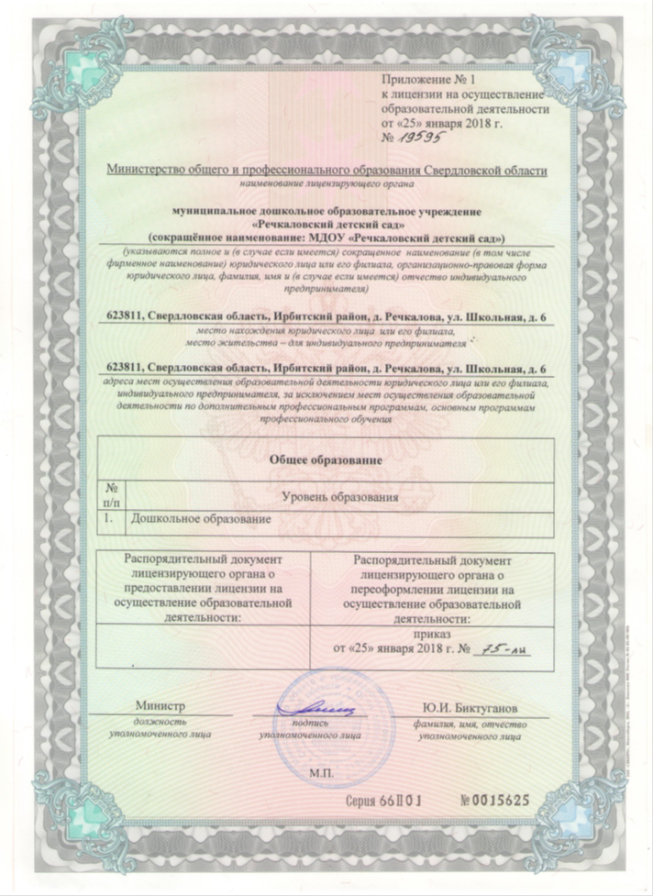 Приложение № 1
к лицензии на осуществление
образовательной деятельности
от «25» января 2018 г.
№ 19595
Министерство общего и профессионального образования Свердловской области
наименование лицензирующего органа
муниципальное дошкольное образовательное учреждение
«Речкаловский детский сад»
(сокращённое наименование: МДОУ «Речкаловский детский сад»)
(указываются полное и (в случае если имеется) сокращенное наименование (в том числе
фирменное наименование) юридического лица или его филиала, организационно-правовая форма
юридического лица, фамилия, имя и (в случае если имеется) отчество индивидуального
предпринимателя)
623811, Свердловская область, Ирбитский район, д. Речкалова, ул. Школьная, д. 6
место нахождения юридического лица или его филиала,
место жительства – для индивидуального предпринимателя
623811, Свердловская область, Ирбитский район, д. Речкалова, ул. Школьная, д. 6
адреса мест осуществления образовательной деятельности юридического лица или его филиала,
индивидуального предпринимателя, за исключением мест осуществления образовательной
деятельности по дополнительным профессиональным программам, основным программам
профессионального обучения
Общее образование
№
п/п
Уровень образования
1. Дошкольное образование
Распорядительный документ
лицензирующего органа о
предоставлении лицензии на
осуществление образовательной
деятельности:
Распорядительный документ
лицензирующего органа о
переоформлении лицензии на
осуществление образовательной
деятельности:
приказ
от «25» января 2018 г. № 75-ли
Министр
должность
уполномоченного лица
подпись
уполномоченного лица
Ю.И. Биктуганов
фамилия, имя, отчество
уполномоченного лица
М.П.
Серия 66П01 №0015625